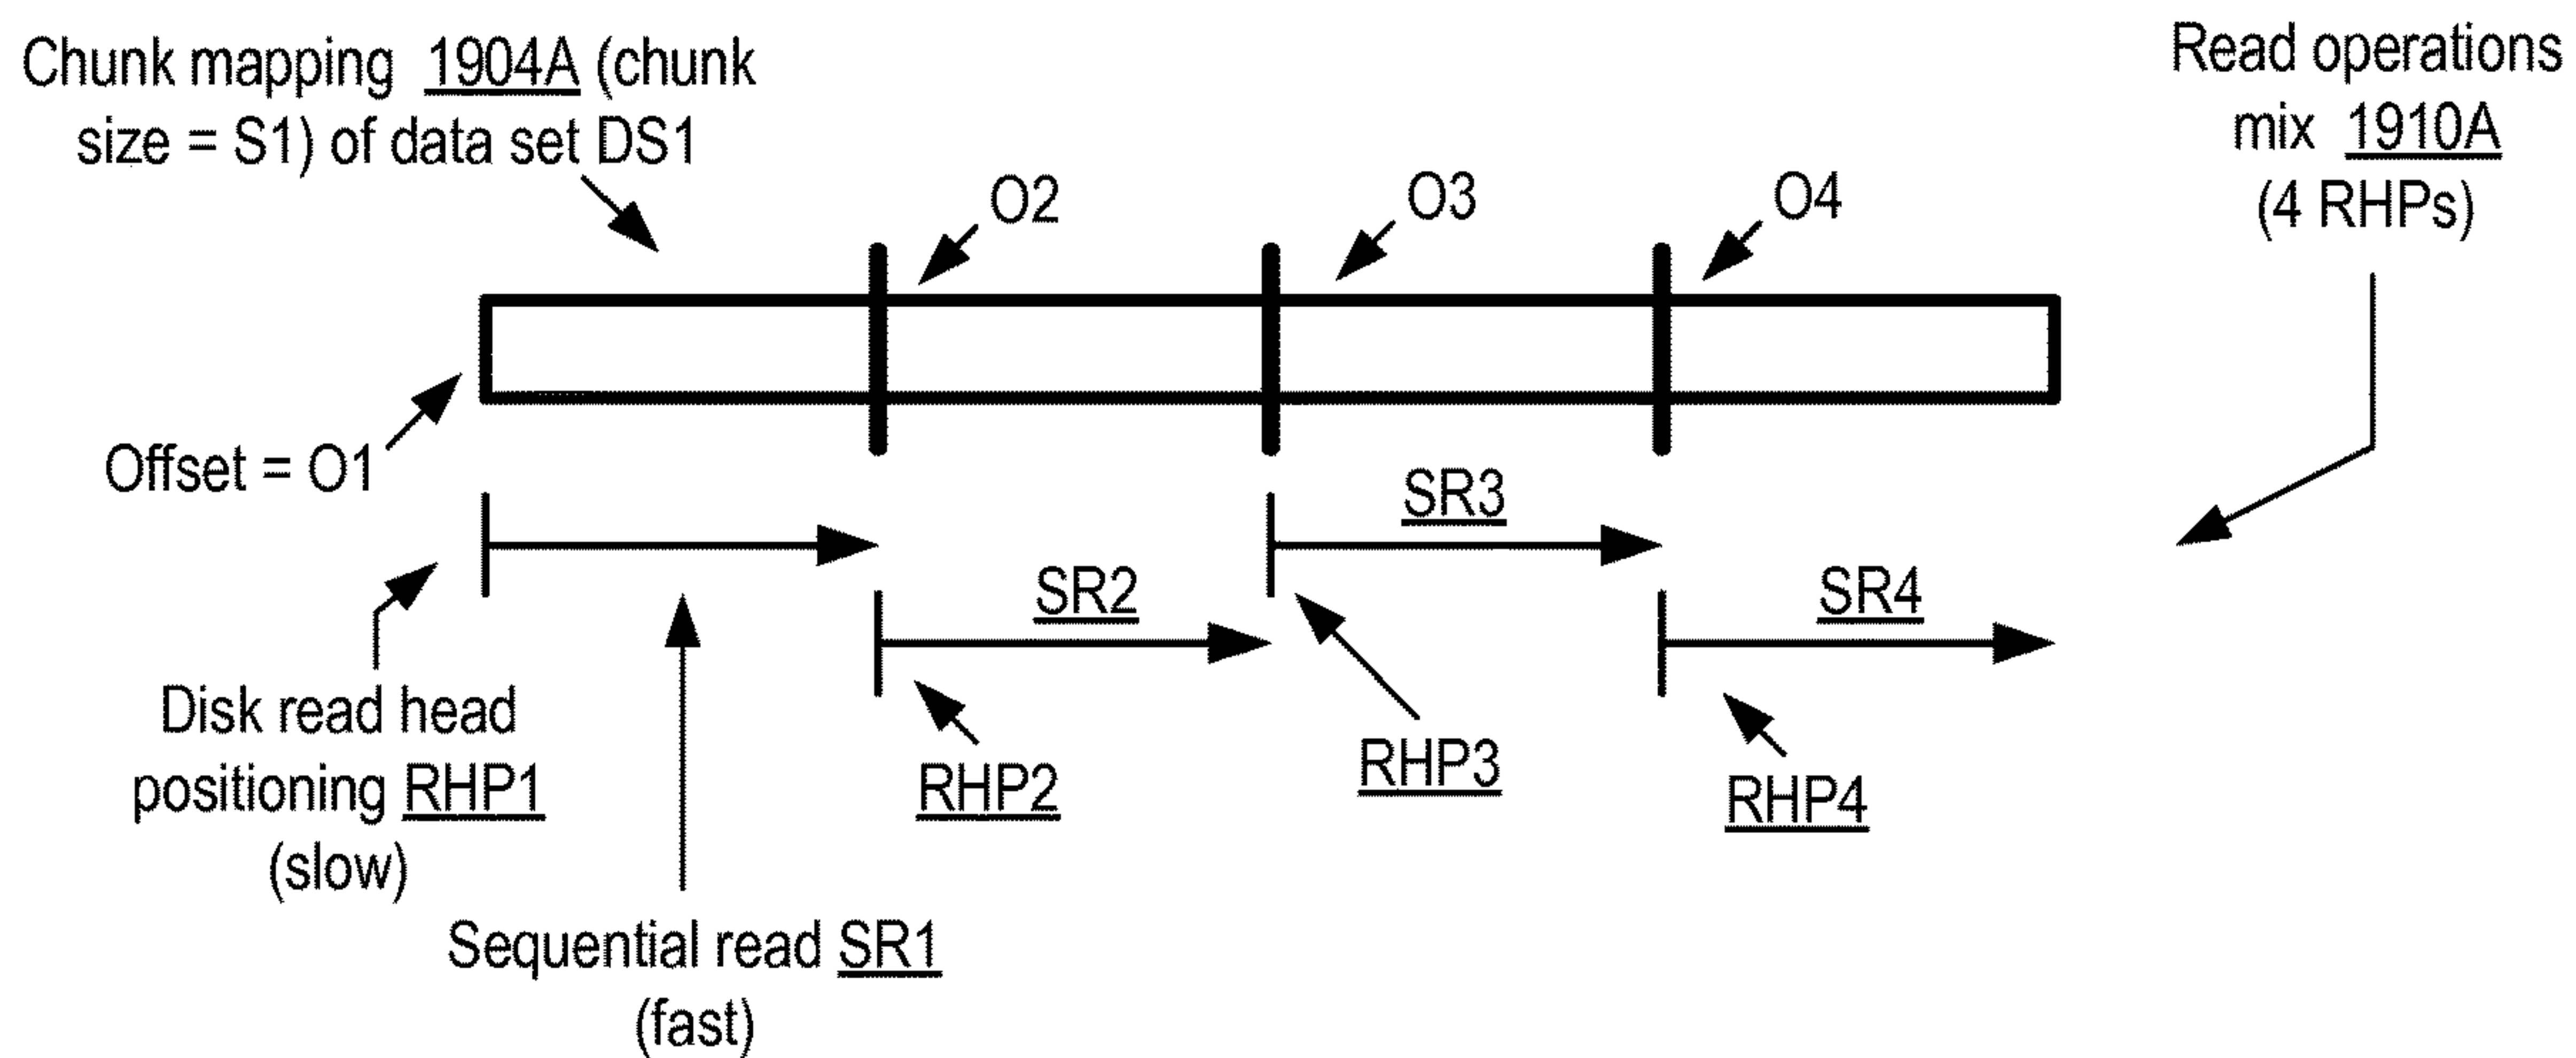 Chunk mapping 1904A (chunk
size = S1) of data set DS1
Read operations
mix 1910A
(4 RHPs)
O2
O3
O4
Offset = O1
SR3
SR2
SR4
Disk read head
positioning RHP1
(slow)
RHP2
RHP3
RHP4
Sequential read SR1
(fast)